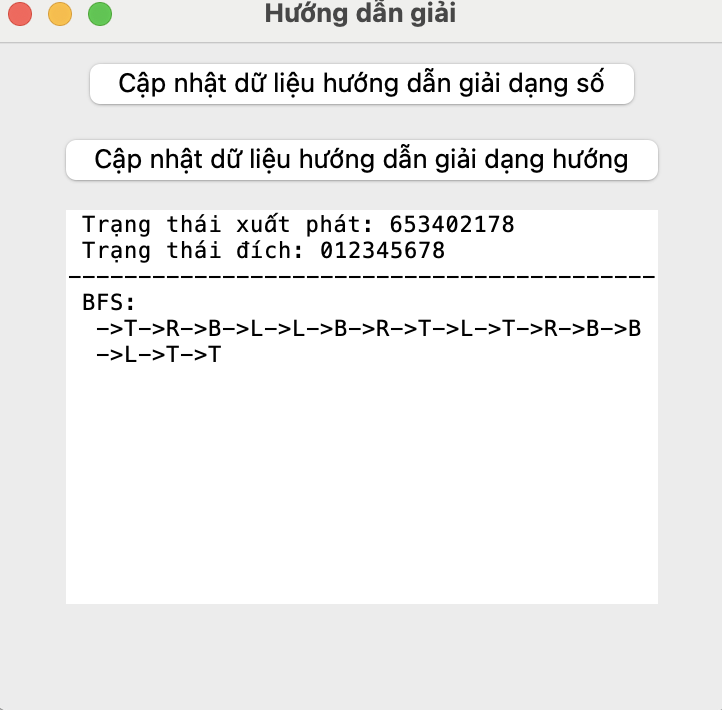 Hướng dẫn giải
Cập nhật dữ liệu hướng dẫn giải dạng số
Cập nhật dữ liệu hướng dẫn giải dạng hướng
Trạng thái xuất phát: 653402178
Trạng thái đích: 012345678
------------------------------------------
BFS:
->T->R->B->L->L->B->R->T->L->T->R->B->B
->L->T->T